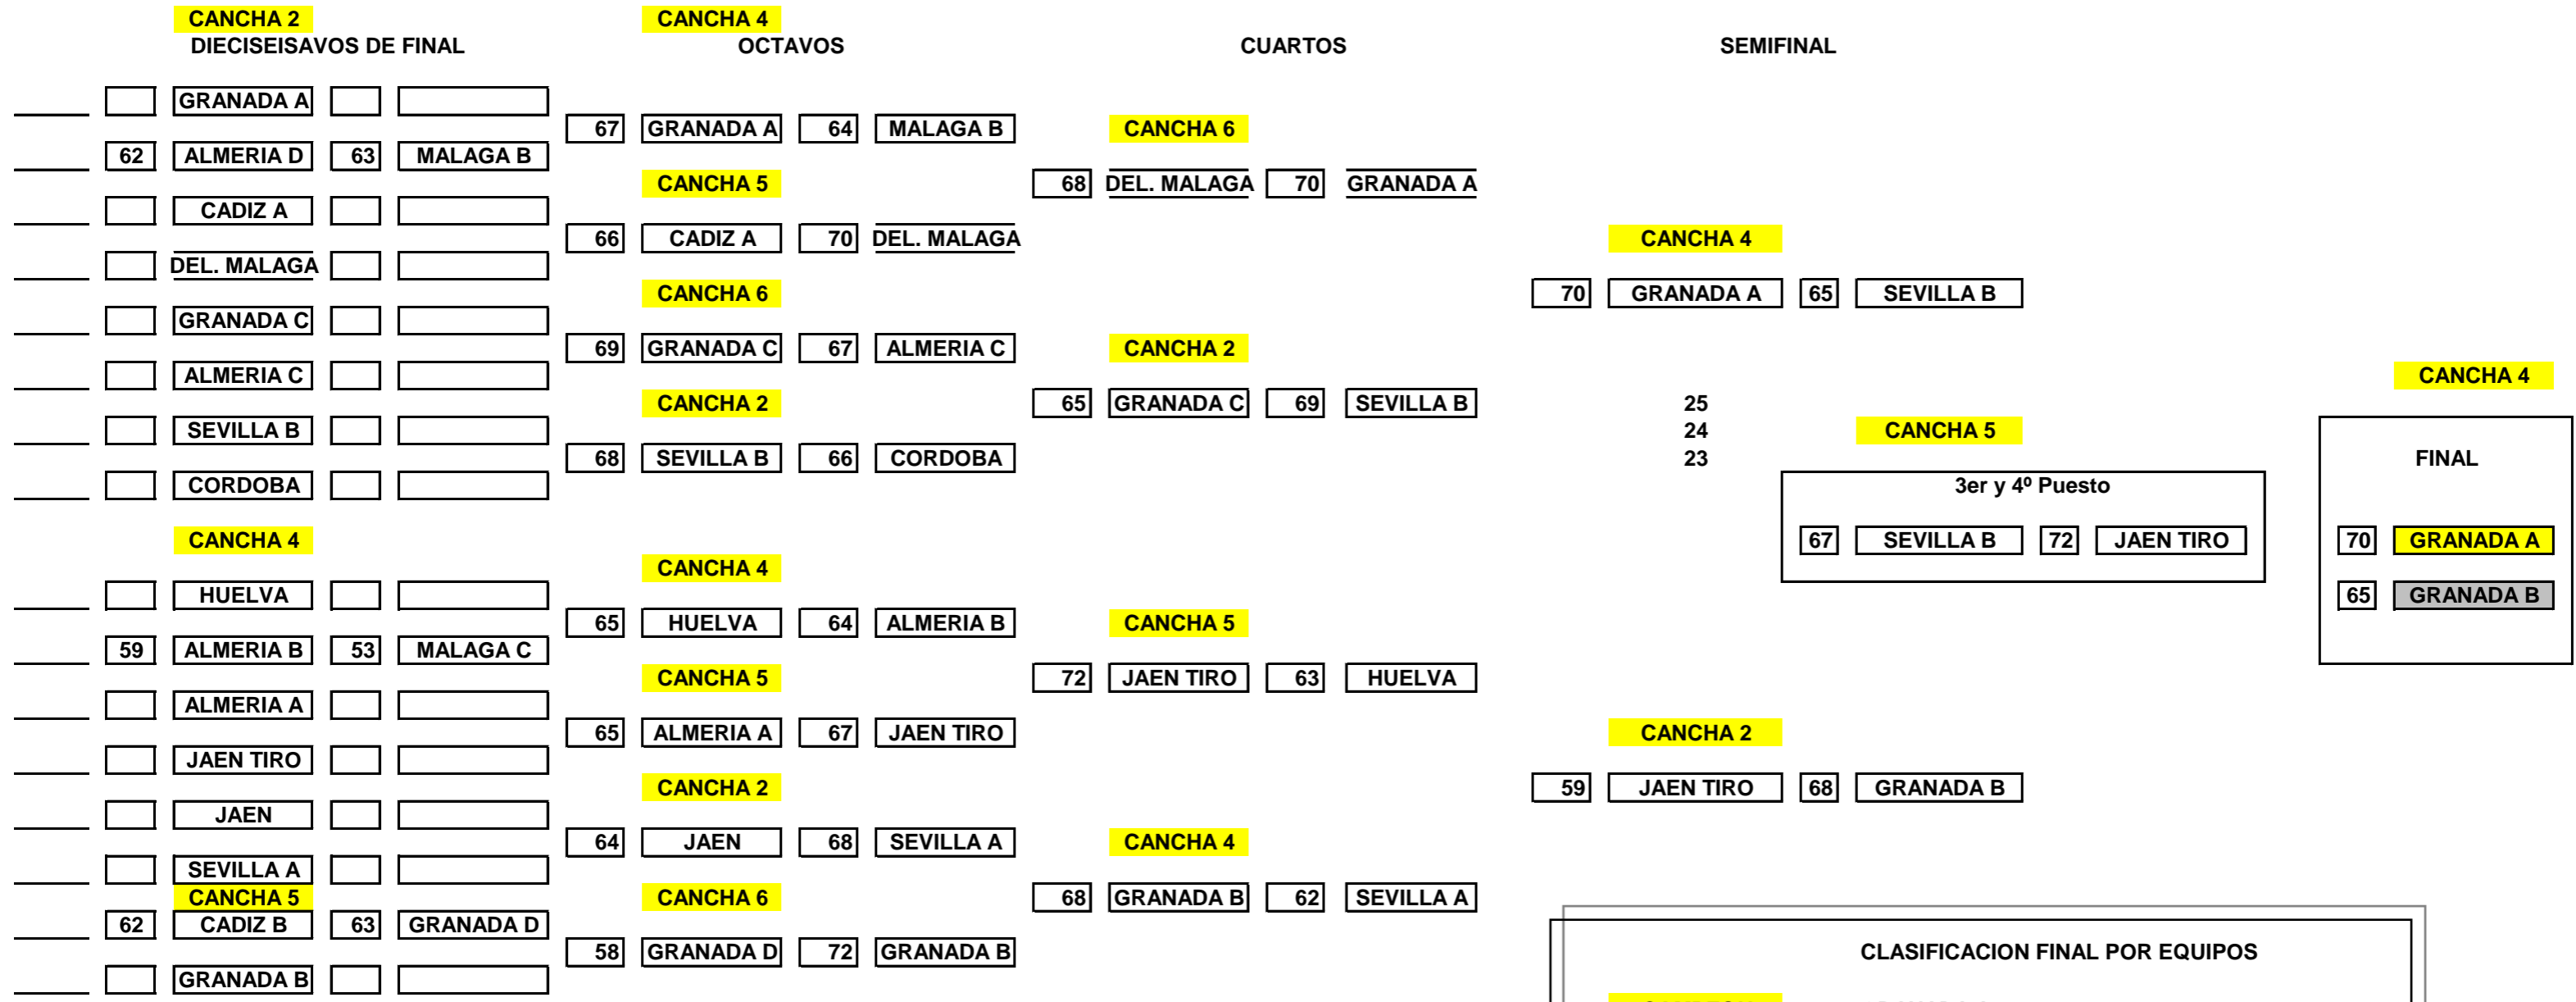 CANCHA 2 CANCHA 4
DIECISEISAVOS DE FINAL OCTAVOS CUARTOS SEMIFINAL
GRANADA A
67 GRANADA A 64 MALAGA B CANCHA 6
62 ALMERIA D 63 MALAGA B
CANCHA 5 68 DEL. MALAGA 70 GRANADA A
CADIZ A
66 CADIZ A 70 DEL. MALAGA CANCHA 4
DEL. MALAGA
CANCHA 6 70 GRANADA A 65 SEVILLA B
GRANADA C
69 GRANADA C 67 ALMERIA C CANCHA 2
ALMERIA C CANCHA 4
CANCHA 2 65 GRANADA C 69 SEVILLA B 25
SEVILLA B 24 CANCHA 5
68 SEVILLA B 66 CORDOBA 23 FINAL
CORDOBA 3er y 4º Puesto
CANCHA 4 67 SEVILLA B 72 JAEN TIRO 70 GRANADA A
CANCHA 4
HUELVA 65 GRANADA B
65 HUELVA 64 ALMERIA B CANCHA 5
59 ALMERIA B 53 MALAGA C
CANCHA 5 72 JAEN TIRO 63 HUELVA
ALMERIA A
65 ALMERIA A 67 JAEN TIRO CANCHA 2
JAEN TIRO
CANCHA 2 59 JAEN TIRO 68 GRANADA B
JAEN
64 JAEN 68 SEVILLA A CANCHA 4
SEVILLA A
CANCHA 5 CANCHA 6 68 GRANADA B 62 SEVILLA A
62 CADIZ B 63 GRANADA D
58 GRANADA D 72 GRANADA B CLASIFICACION FINAL POR EQUIPOS
GRANADA B